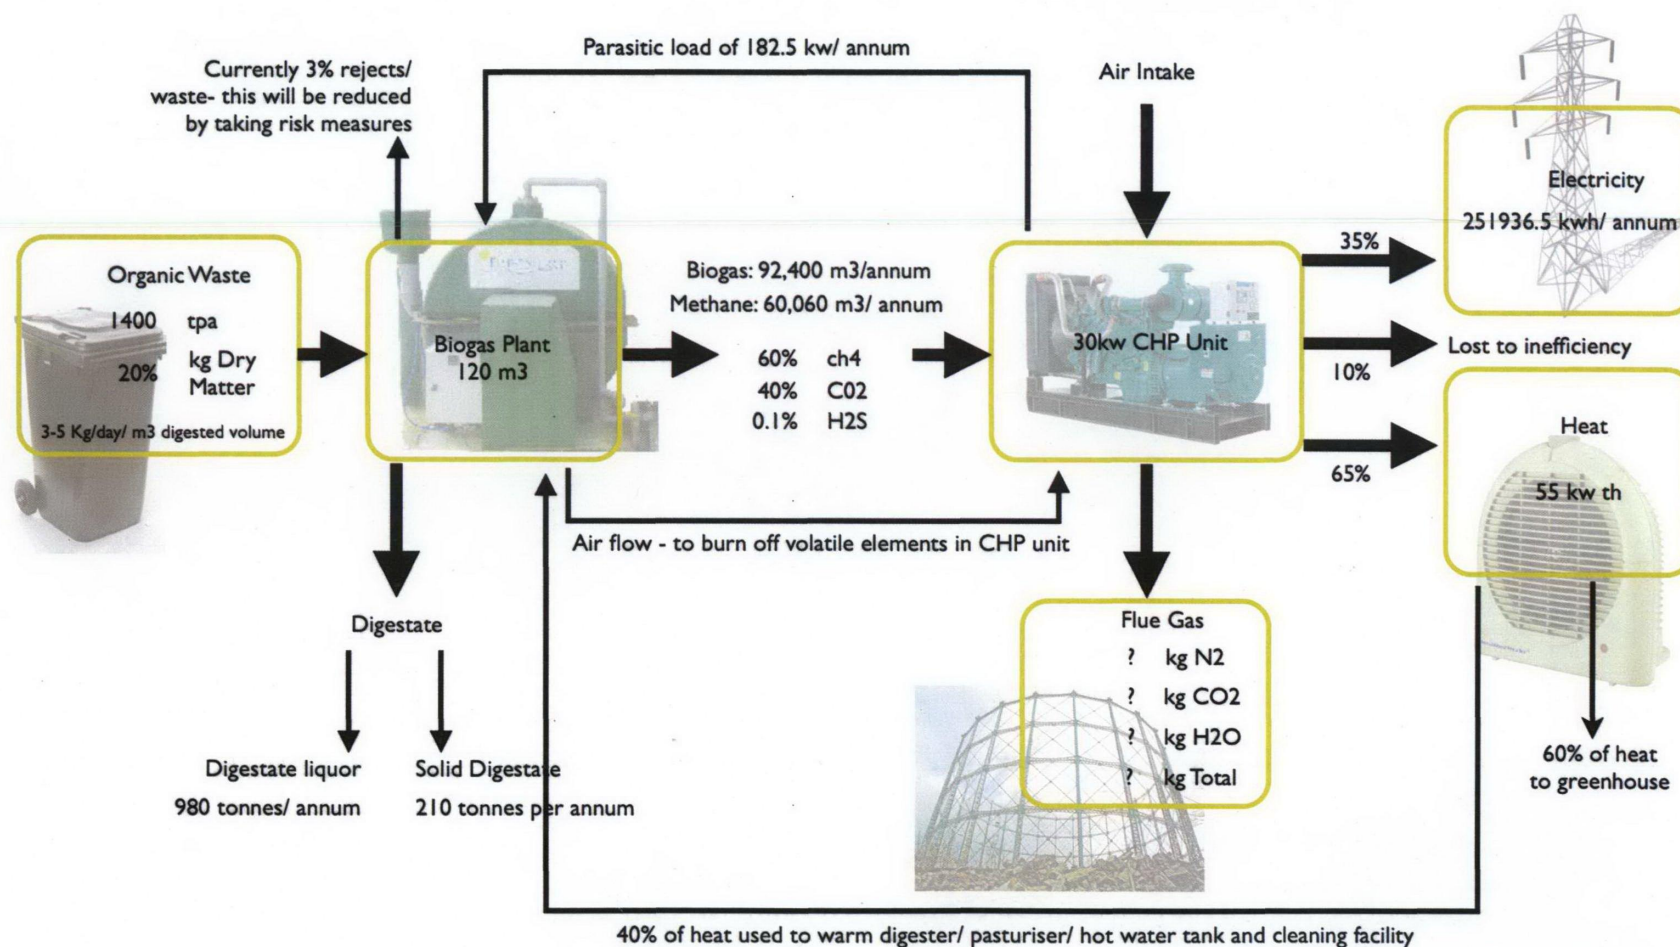 Parasitic load of 182.5 kw/ annum
Currently 3% rejects/
waste- this will be reduced
by taking risk measures
Air Intake
Electricity
251936.5 kwh/ annum
35%
Organic Waste
1400 tpa
20% kg Dry
Matter
3-5 Kg/day/ m3 digested volume
Biogas Plant
120 m3
Biogas: 92,400 m3/annum
Methane: 60,060 m3/ annum
60% ch4
40% C02
0.1% H2S
30kw CHP Unit
Lost to inefficiency
10%
Heat
55 kw th
65%
Air flow - to burn off volatile elements in CHP unit
Digestate
Digestate liquor
980 tonnes/ annum
Solid Digestate
210 tonnes per annum
Flue Gas
? kg N2
? kg CO2
? kg H2O
? kg Total
60% of heat
to greenhouse
40% of heat used to warm digester/ pasturiser/ hot water tank and cleaning facility